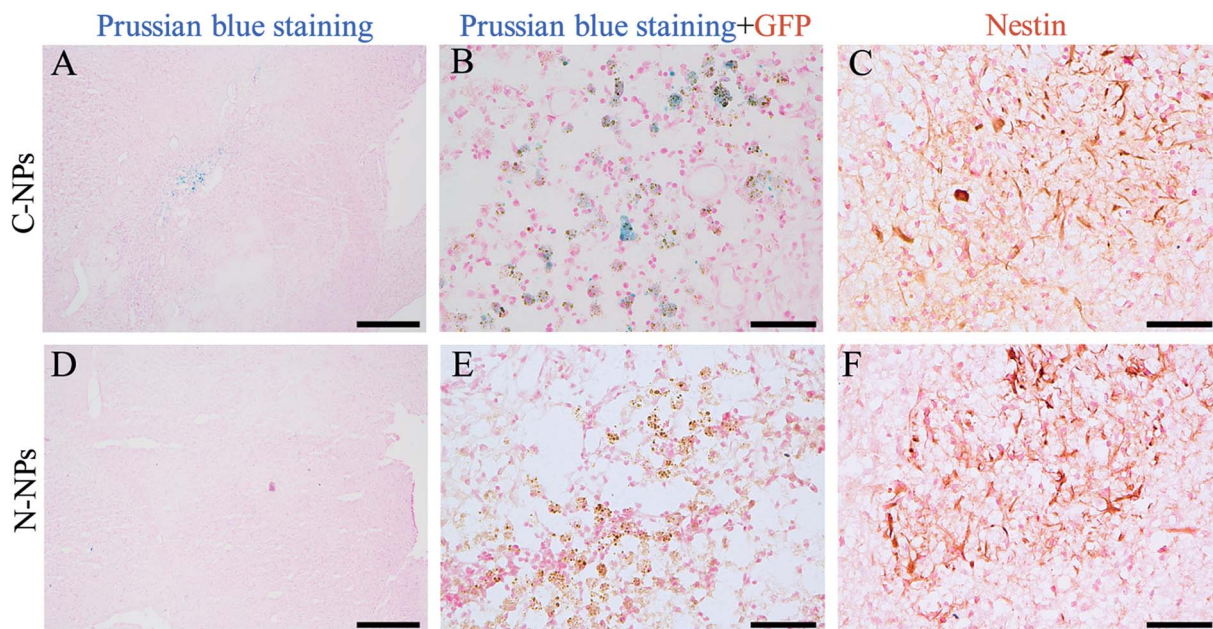 Prussian blue staining
Prussian blue staining+GFP
Nestin
C-NPs
A
B
C
N-NPs
D
E
F